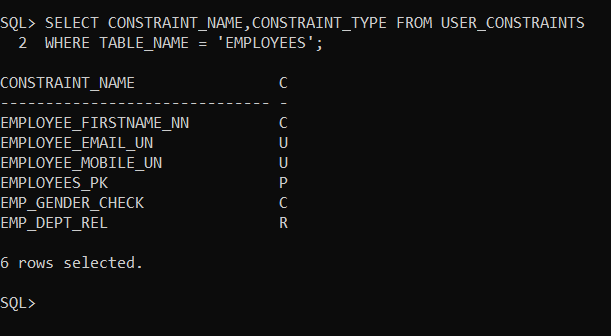 SQL> SELECT CONSTRAINT_NAME,CONSTRAINT_TYPE FROM USER_CONSTRAINTS
  2  WHERE TABLE_NAME = 'EMPLOYEES';

CONSTRAINT_NAME                C
------------------------------ -
EMPLOYEE_FIRSTNAME_NN          C
EMPLOYEE_EMAIL_UN              U
EMPLOYEE_MOBILE_UN             U
EMPLOYEES_PK                   P
EMP_GENDER_CHECK               C
EMP_DEPT_REL                   R

6 rows selected.

SQL>